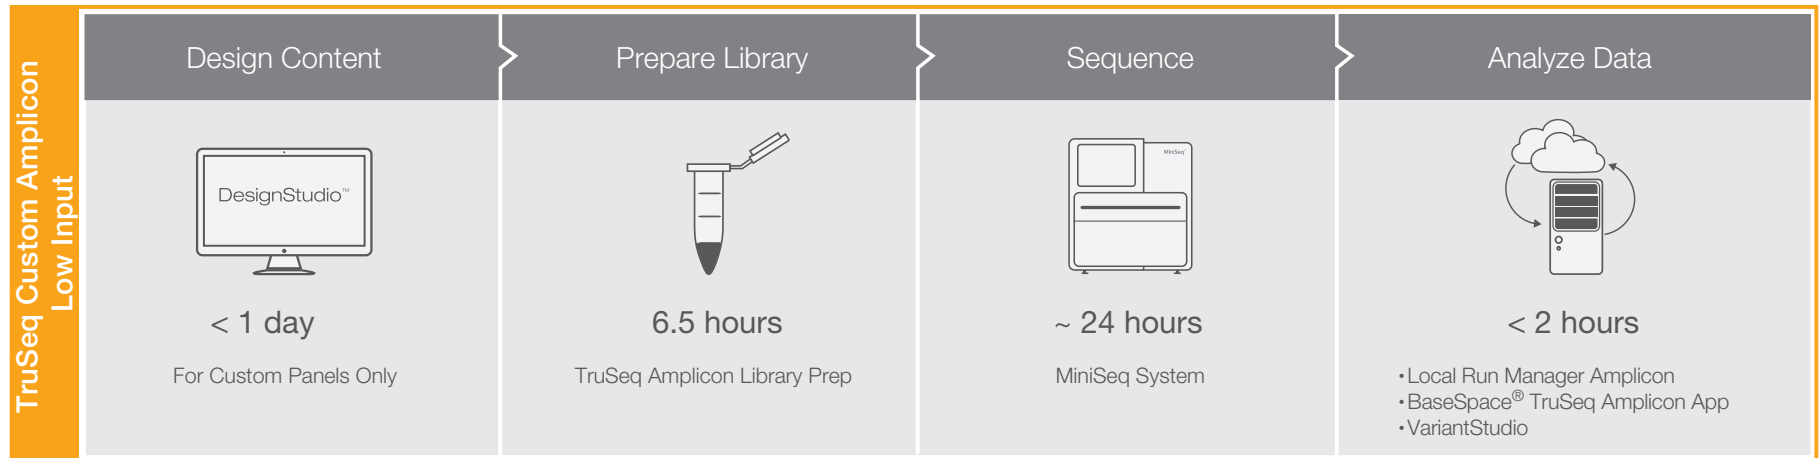 TruSeq Custom Amplicon
Low Input
Design Content
Prepare Library
Sequence
Analyze Data
DesignStudio™
MiniSeq™
< 1 day
6.5 hours
~ 24 hours
< 2 hours
For Custom Panels Only
TruSeq Amplicon Library Prep
MiniSeq System
•Local Run Manager Amplicon
•BaseSpace® TruSeq Amplicon App
•VariantStudio